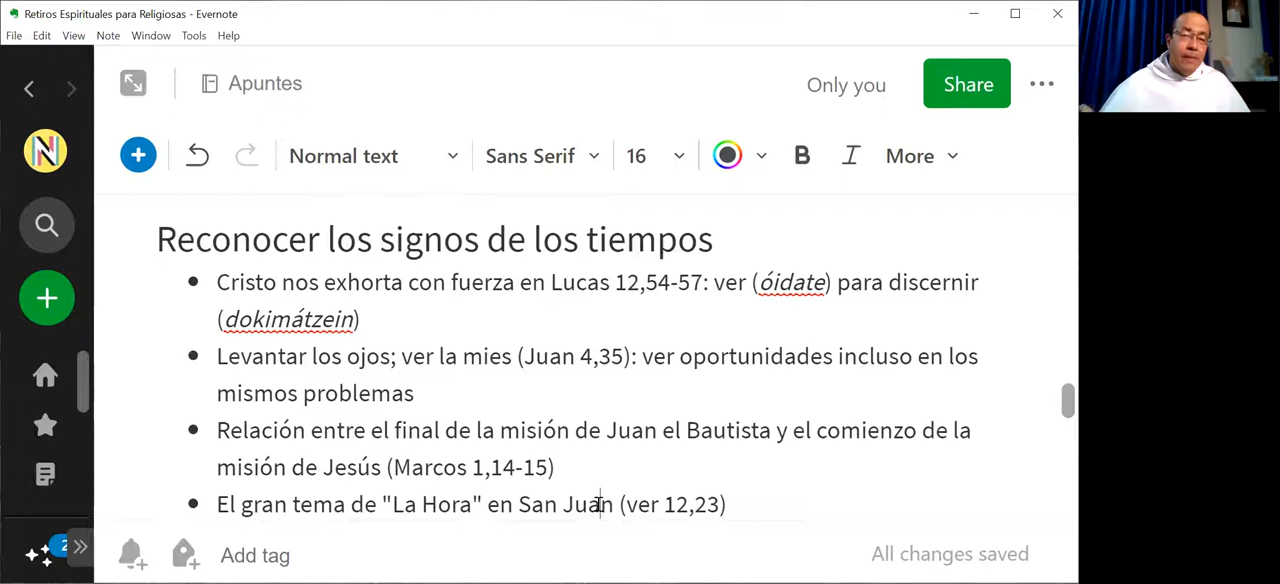 Retiros Espirituales para Religiosas - Evernote
File Edit View Note Window Tools Help
Apuntes
Only you
Share
Normal text
Sans Serif
16
B
I
More
N
Reconocer los signos de los tiempos
Cristo nos exhorta con fuerza en Lucas 12,54-57: ver (óidate) para discernir
(dokimátzein)
Levantar los ojos; ver la mies (Juan 4,35): ver oportunidades incluso en los
mismos problemas
Relación entre el final de la misión de Juan el Bautista y el comienzo de la
misión de Jesús (Marcos 1,14-15)
El gran tema de "La Hora" en San Juan (ver 12,23)
2
Add tag
All changes saved